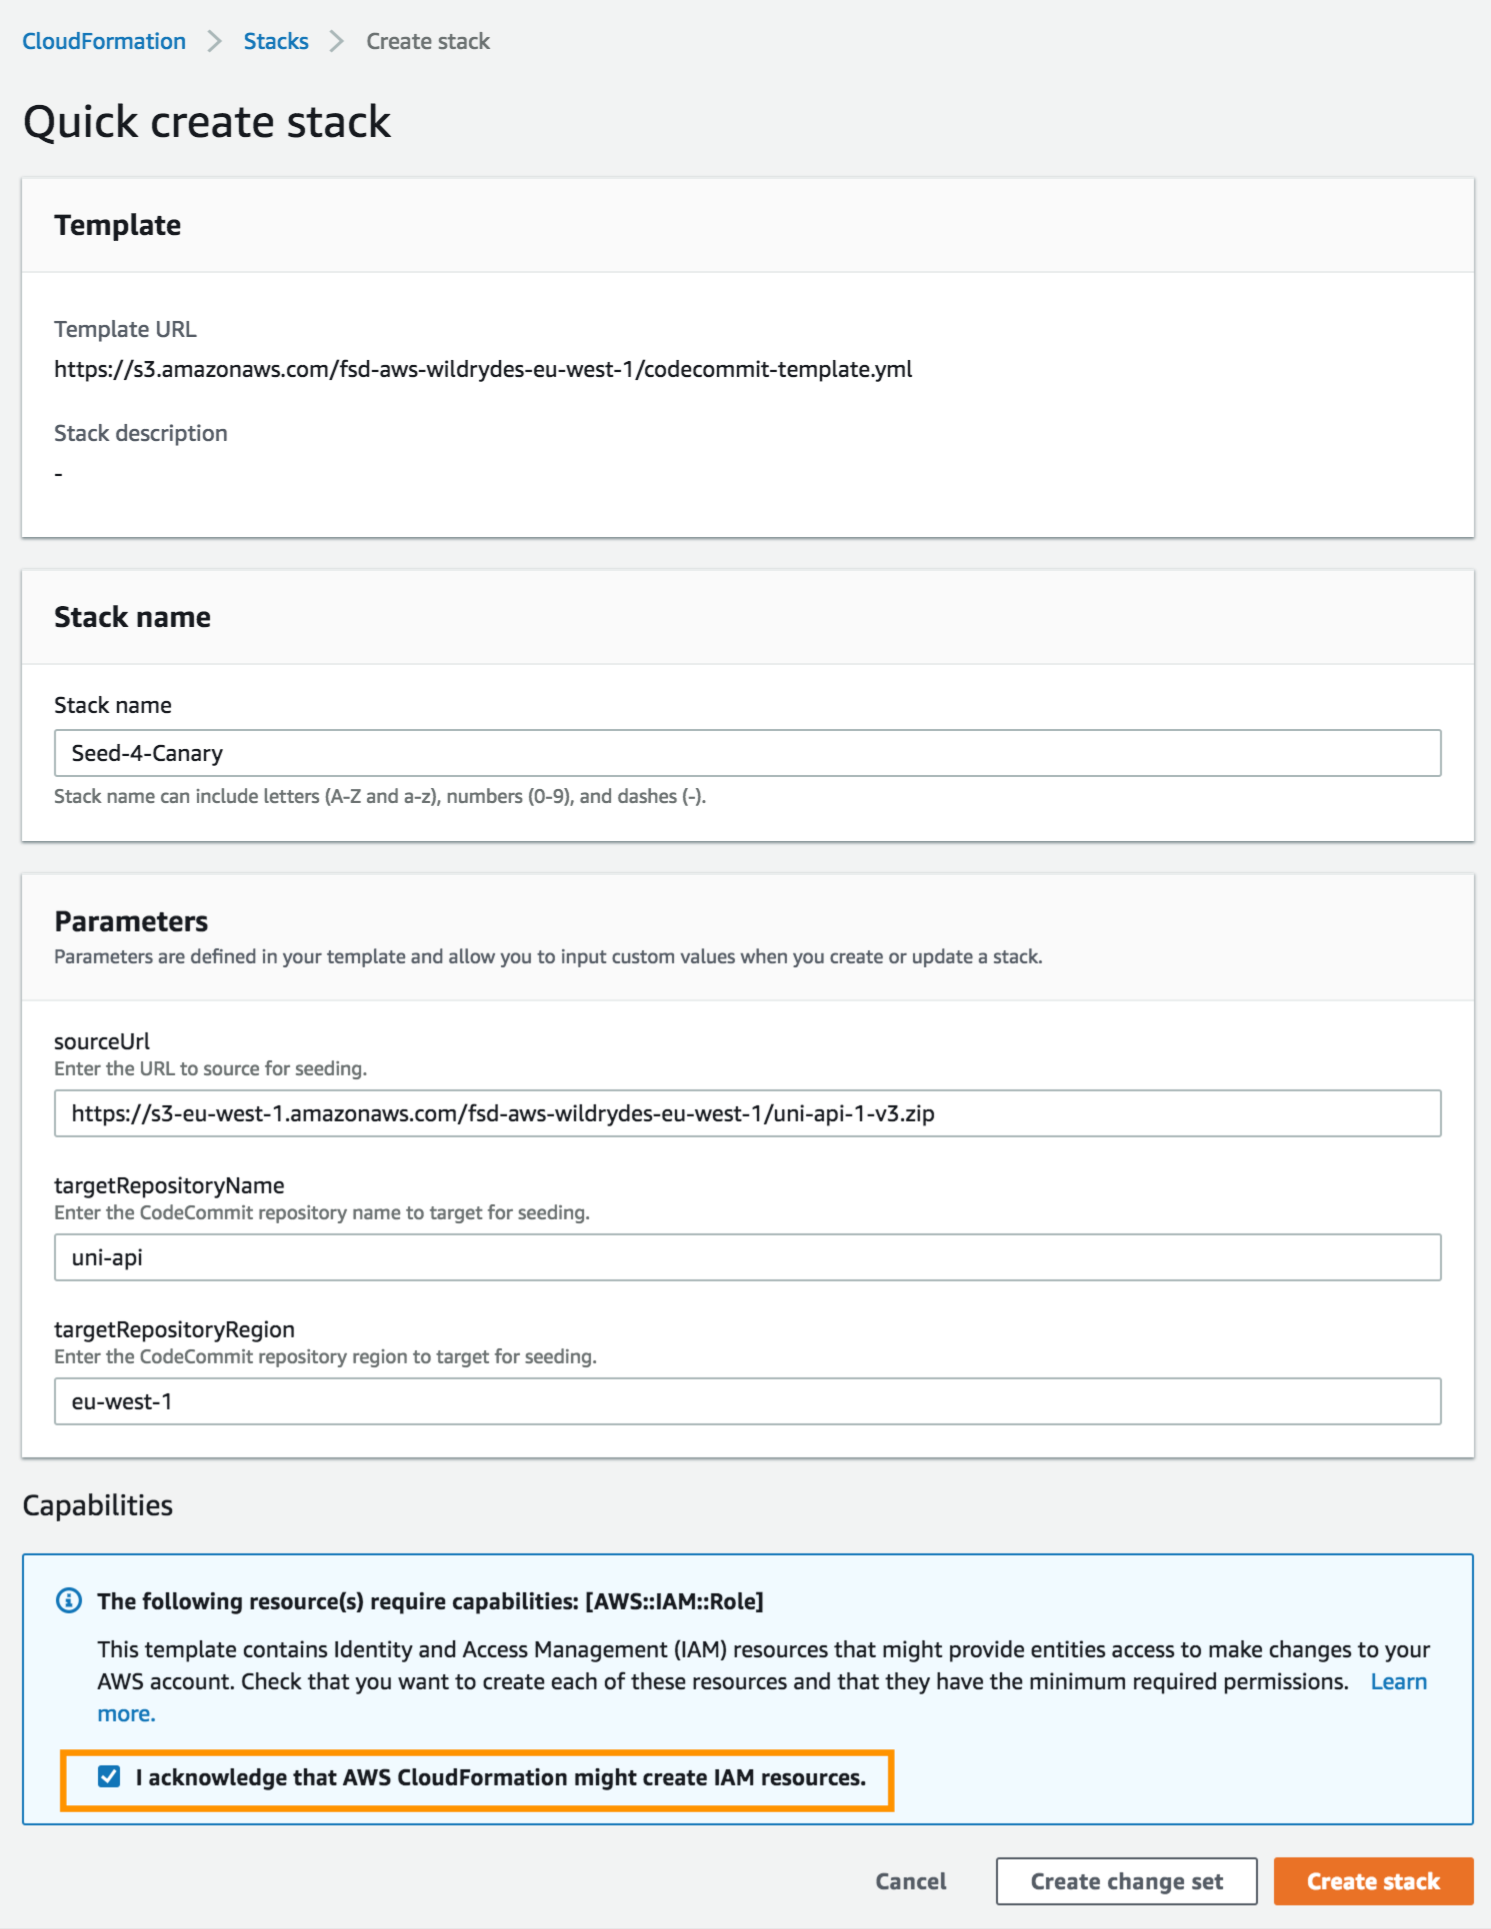 CloudFormation > Stacks > Create stack
Quick create stack
Template
Template URL
https://s3.amazonaws.com/fsd-aws-wildrydes-eu-west-1/codecommit-template.yml
Stack description
-
Stack name
Stack name
Seed-4-Canary
Stack name can include letters (A-Z and a-z), numbers (0-9), and dashes (-).
Parameters
Parameters are defined in your template and allow you to input custom values when you create or update a stack.
sourceUrl
Enter the URL to source for seeding.
https://s3-eu-west-1.amazonaws.com/fsd-aws-wildrydes-eu-west-1/uni-api-1-v3.zip
targetRepositoryName
Enter the CodeCommit repository name to target for seeding.
uni-api
targetRepositoryRegion
Enter the CodeCommit repository region to target for seeding.
eu-west-1
Capabilities
The following resource(s) require capabilities: [AWS::IAM::Role]
This template contains Identity and Access Management (IAM) resources that might provide entities access to make changes to your
AWS account. Check that you want to create each of these resources and that they have the minimum required permissions. Learn
more.
I acknowledge that AWS CloudFormation might create IAM resources.
Cancel Create change set Create stack